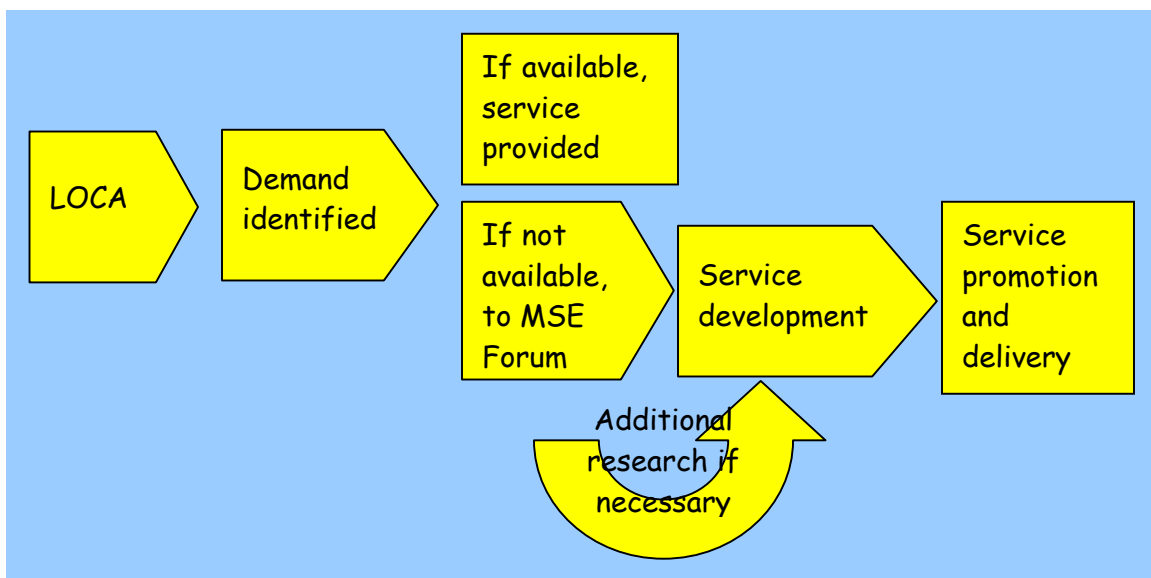 LOCA
Demand
identified
If available,
service
provided
If not
available,
to MSE
Forum
Service
development
Service
promotion
and
delivery
Additional
research if
necessary